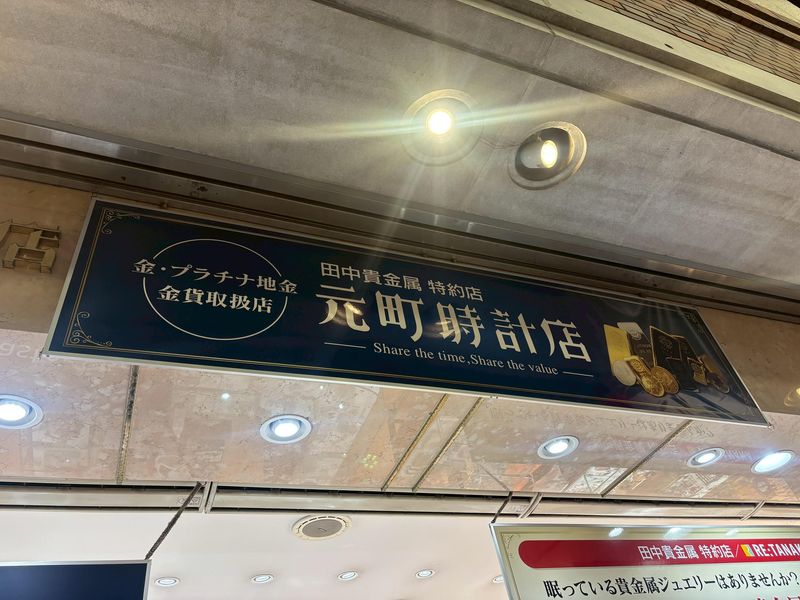 金・プラチナ地金
金貨取扱店
田中貴金属 特約店
元町時計店
Share the time,Share the value
田中貴金属 特約店/ RE:TANAK
眠っている貴金属ジュエリーはありませんか?